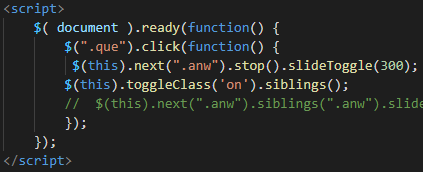 <script>
$( document ).ready(function() {
$(".que").click(function() {
$(this).next(".anw").stop().slideToggle(300);
$(this).toggleClass('on').siblings();
// $(this).next(".anw").siblings(".anw").slide
});
});
</script>